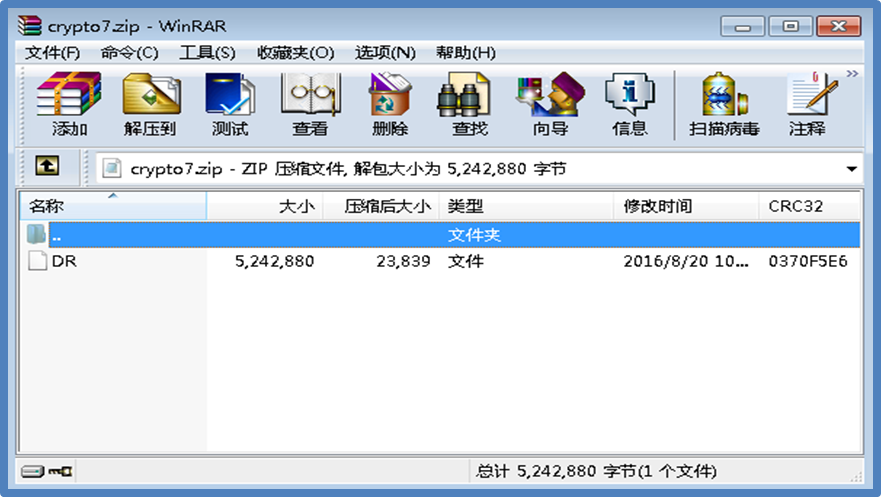 crypto7.zip - WinRAR
文件(F) 命令(C) 工具(S) 收藏夹(O) 选项(N) 帮助(H)
添加 解压到 测试 查看 删除 查找 向导 信息 扫描病毒 注释
crypto7.zip - ZIP 压缩文件, 解包大小为 5,242,880 字节
名称 大小 压缩后大小 类型 修改时间 CRC32
.. 文件夹
DR 5,242,880 23,839 文件 2016/8/20 10... 0370F5E6
总计 5,242,880 字节(1 个文件)